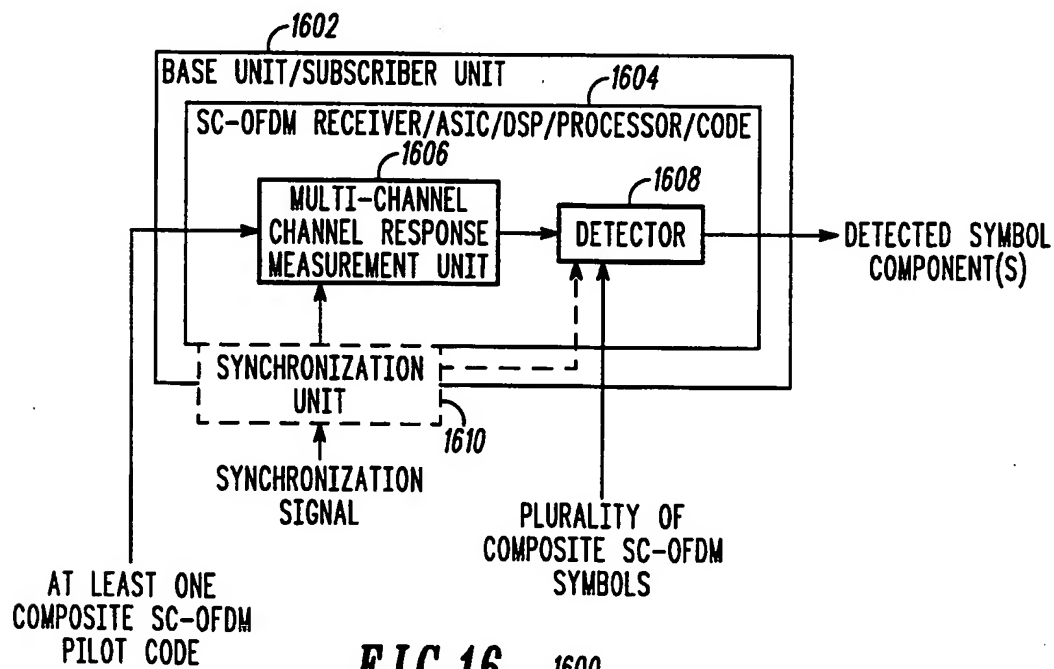 1602
BASE UNIT/SUBSCRIBER UNIT
1604
SC-OFDM RECEIVER/ASIC/DSP/PROCESSOR/CODE
1606
MULTI-CHANNEL
CHANNEL RESPONSE
MEASUREMENT UNIT
1608
DETECTOR
DETECTED SYMBOL
COMPONENT(S)
SYNCHRONIZATION
UNIT
1610
SYNCHRONIZATION
SIGNAL
PLURALITY OF
COMPOSITE SC-OFDM
SYMBOLS
AT LEAST ONE
COMPOSITE SC-OFDM
PILOT CODE
FIG.16
1600